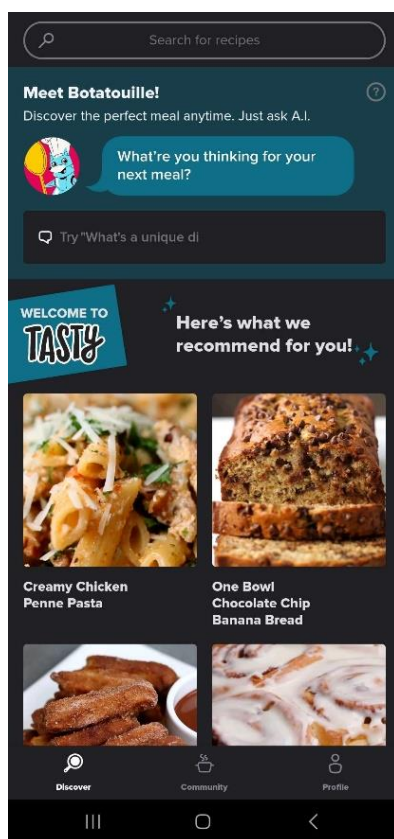 Search for recipes
Meet Botatouille!
Discover the perfect meal anytime. Just ask A.I.
What're you thinking for your
next meal?
Try "What's a unique di
WELCOME TO
TASTY
Here's what we
recommend for you!
Creamy Chicken
Penne Pasta
One Bowl
Chocolate Chip
Banana Bread
Discover
Community
Profile